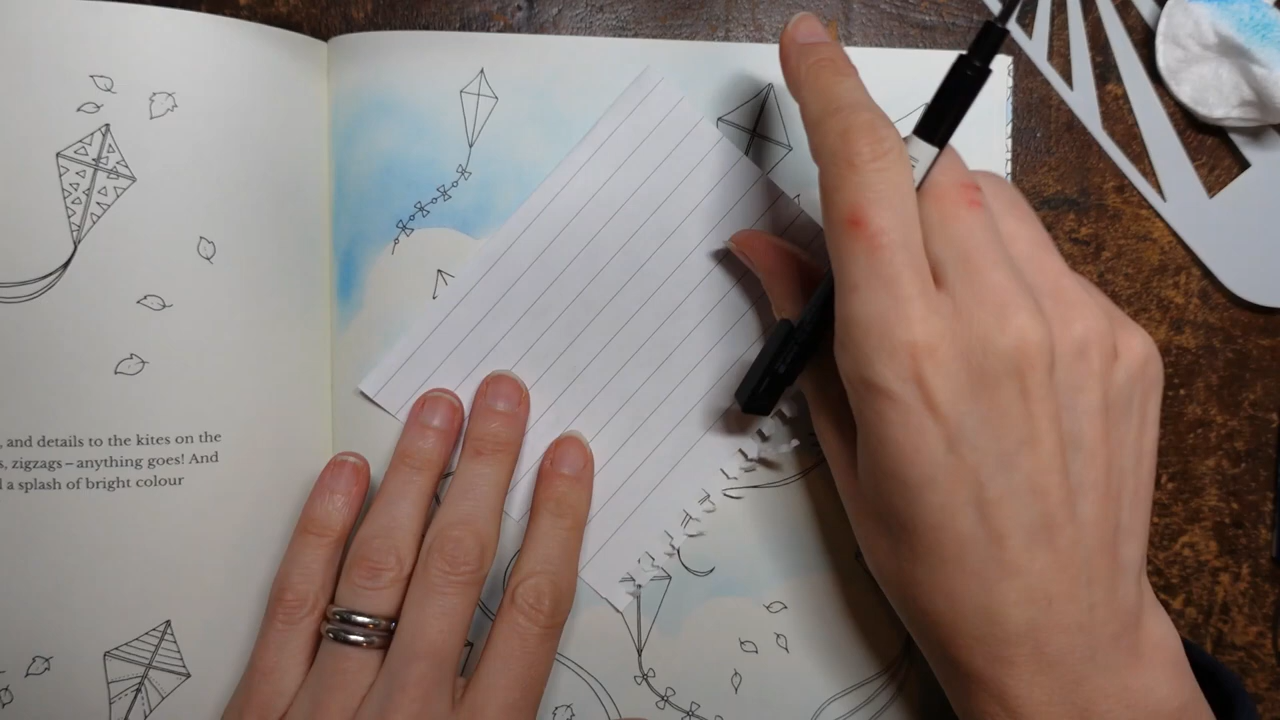 , and details to the kites on the
s, zigzags – anything goes! And
l a splash of bright colour